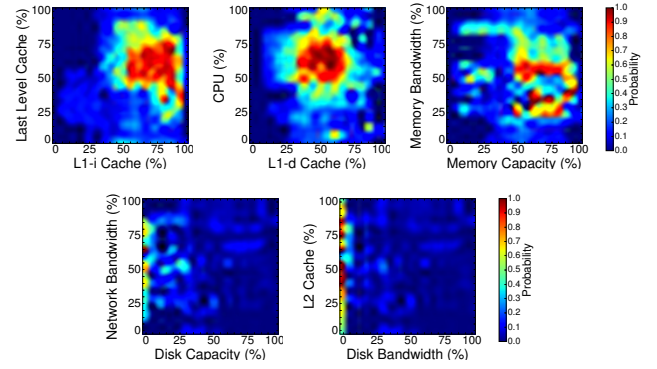 Last Level Cache (%)
100
75
50
25
0
0 25 50 75 100
L1-i Cache (%)
CPU (%)
100
75
50
25
0
0 25 50 75 100
L1-d Cache (%)
Memory Bandwidth (%)
100
75
50
25
0
0 25 50 75 100
Memory Capacity (%)
1.0
0.9
0.8
0.7
0.6
0.5
0.4
0.3
0.2
0.1
0.0
Probability
Network Bandwidth (%)
100
75
50
25
0
0 25 50 75 100
Disk Capacity (%)
L2 Cache (%)
100
75
50
25
0
0 25 50 75 100
Disk Bandwidth (%)
1.0
0.9
0.8
0.7
0.6
0.5
0.4
0.3
0.2
0.1
0.0
Probability